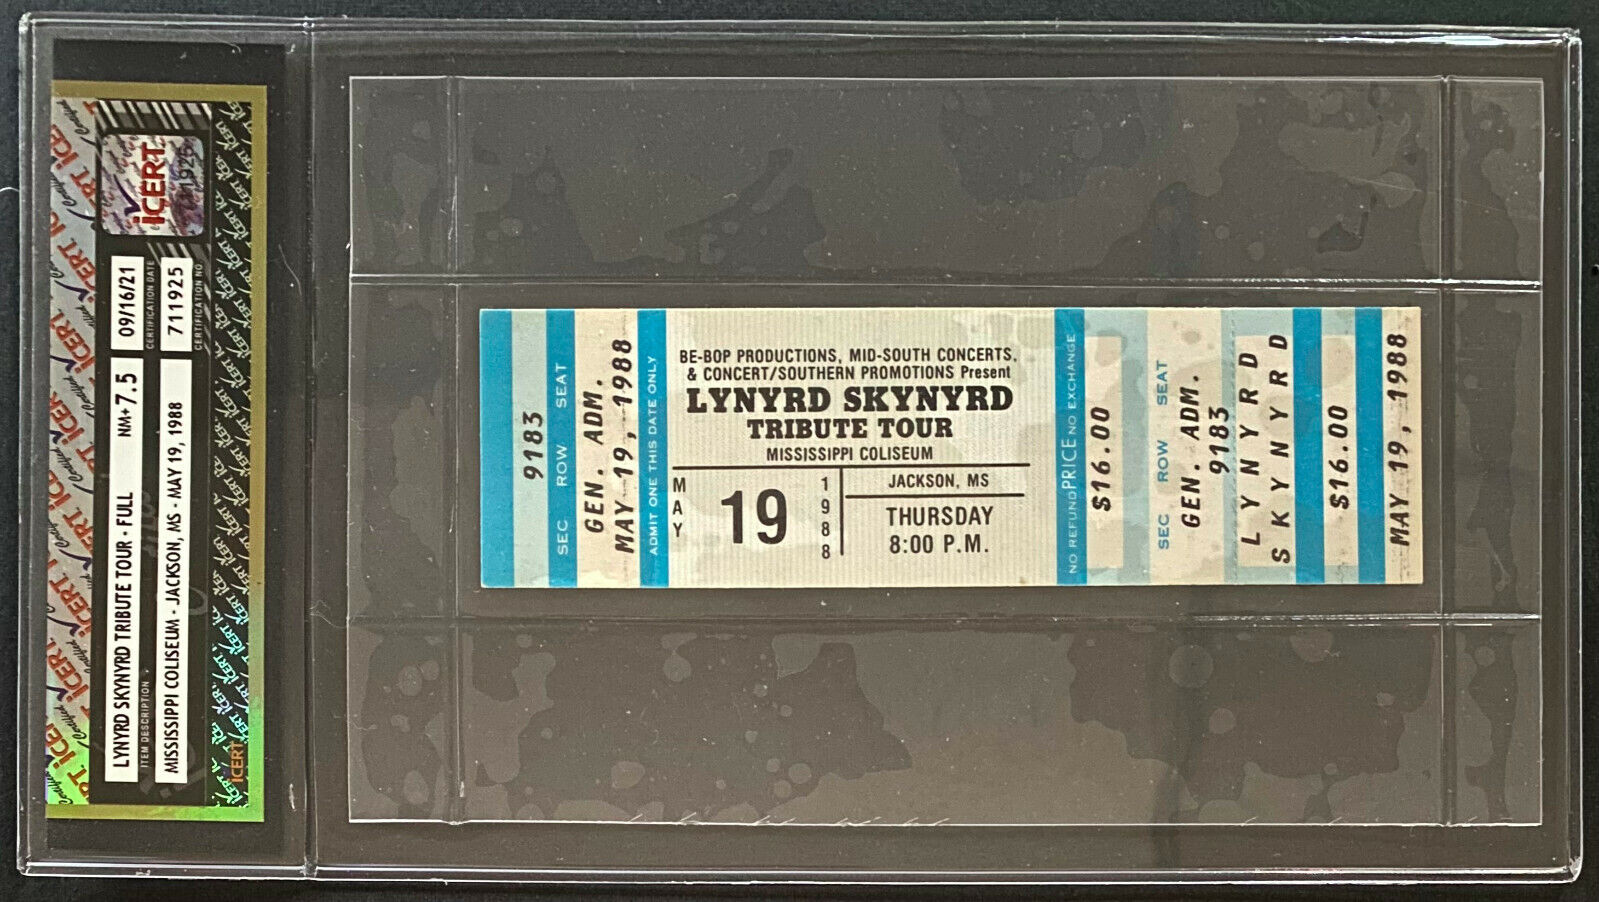 LYNYRD SKYNYRD TRIBUTE TOUR - FULL NM+ 7.5
09/16/21
ITEM DESCRIPTION
CERTIFICATION DATE
MISSISSIPPI COLISEUM - JACKSON, MS - MAY 19, 1988
711925
CERTIFICATION NO
iCERT
iCERT
9183
SEC ROW SEAT
GEN. ADM.
MAY 19, 1988
ADMIT ONE THIS DATE ONLY
BE-BOP PRODUCTIONS, MID-SOUTH CONCERTS,
& CONCERT/SOUTHERN PROMOTIONS Present
LYNYRD SKYNYRD
TRIBUTE TOUR
MISSISSIPPI COLISEUM
MAY
19
1988
JACKSON, MS
THURSDAY
8:00 P.M.
NO REFUND PRICE NO EXCHANGE
$16.00
SEC ROW SEAT
GEN. ADM.
9183
LYNYRD
SKYNYRD
$16.00
MAY 19, 1988